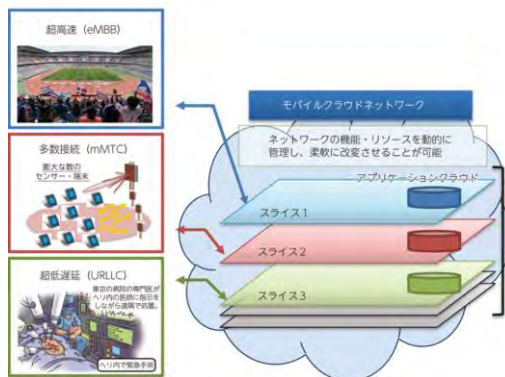 超高速（eMBB）
多数接続（mMTC）
膨大な数の
センサー・端末
超低遅延（URLLC）
東京の病院の専門医が
ヘリ内の医師に指示を
しながら遠隔で処置。
ヘリ内で緊急手術
モバイルクラウドネットワーク
ネットワークの機能・リソースを動的に
管理し、柔軟に改変させることが可能
アプリケーションクラウド
スライス1
スライス2
スライス3